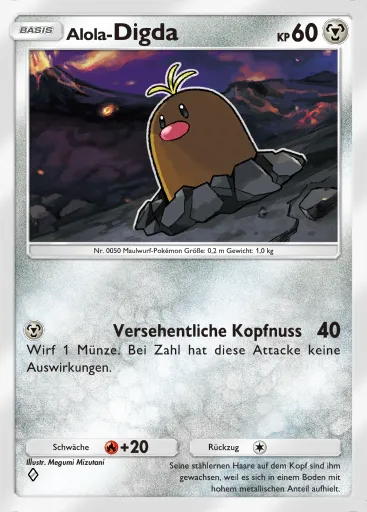 BASIS Alola-Digda KP 60
Nr. 0050 Maulwurf-Pokémon Größe: 0,2 m Gewicht: 1,0 kg
Versehentliche Kopfnuss 40
Wirf 1 Münze. Bei Zahl hat diese Attacke keine
Auswirkungen.
Schwäche +20 Rückzug
Illustr. Megumi Mizutani
Seine stählernen Haare auf dem Kopf sind ihm
gewachsen, weil es sich in einem Boden mit
hohem metallischen Anteil aufhielt.